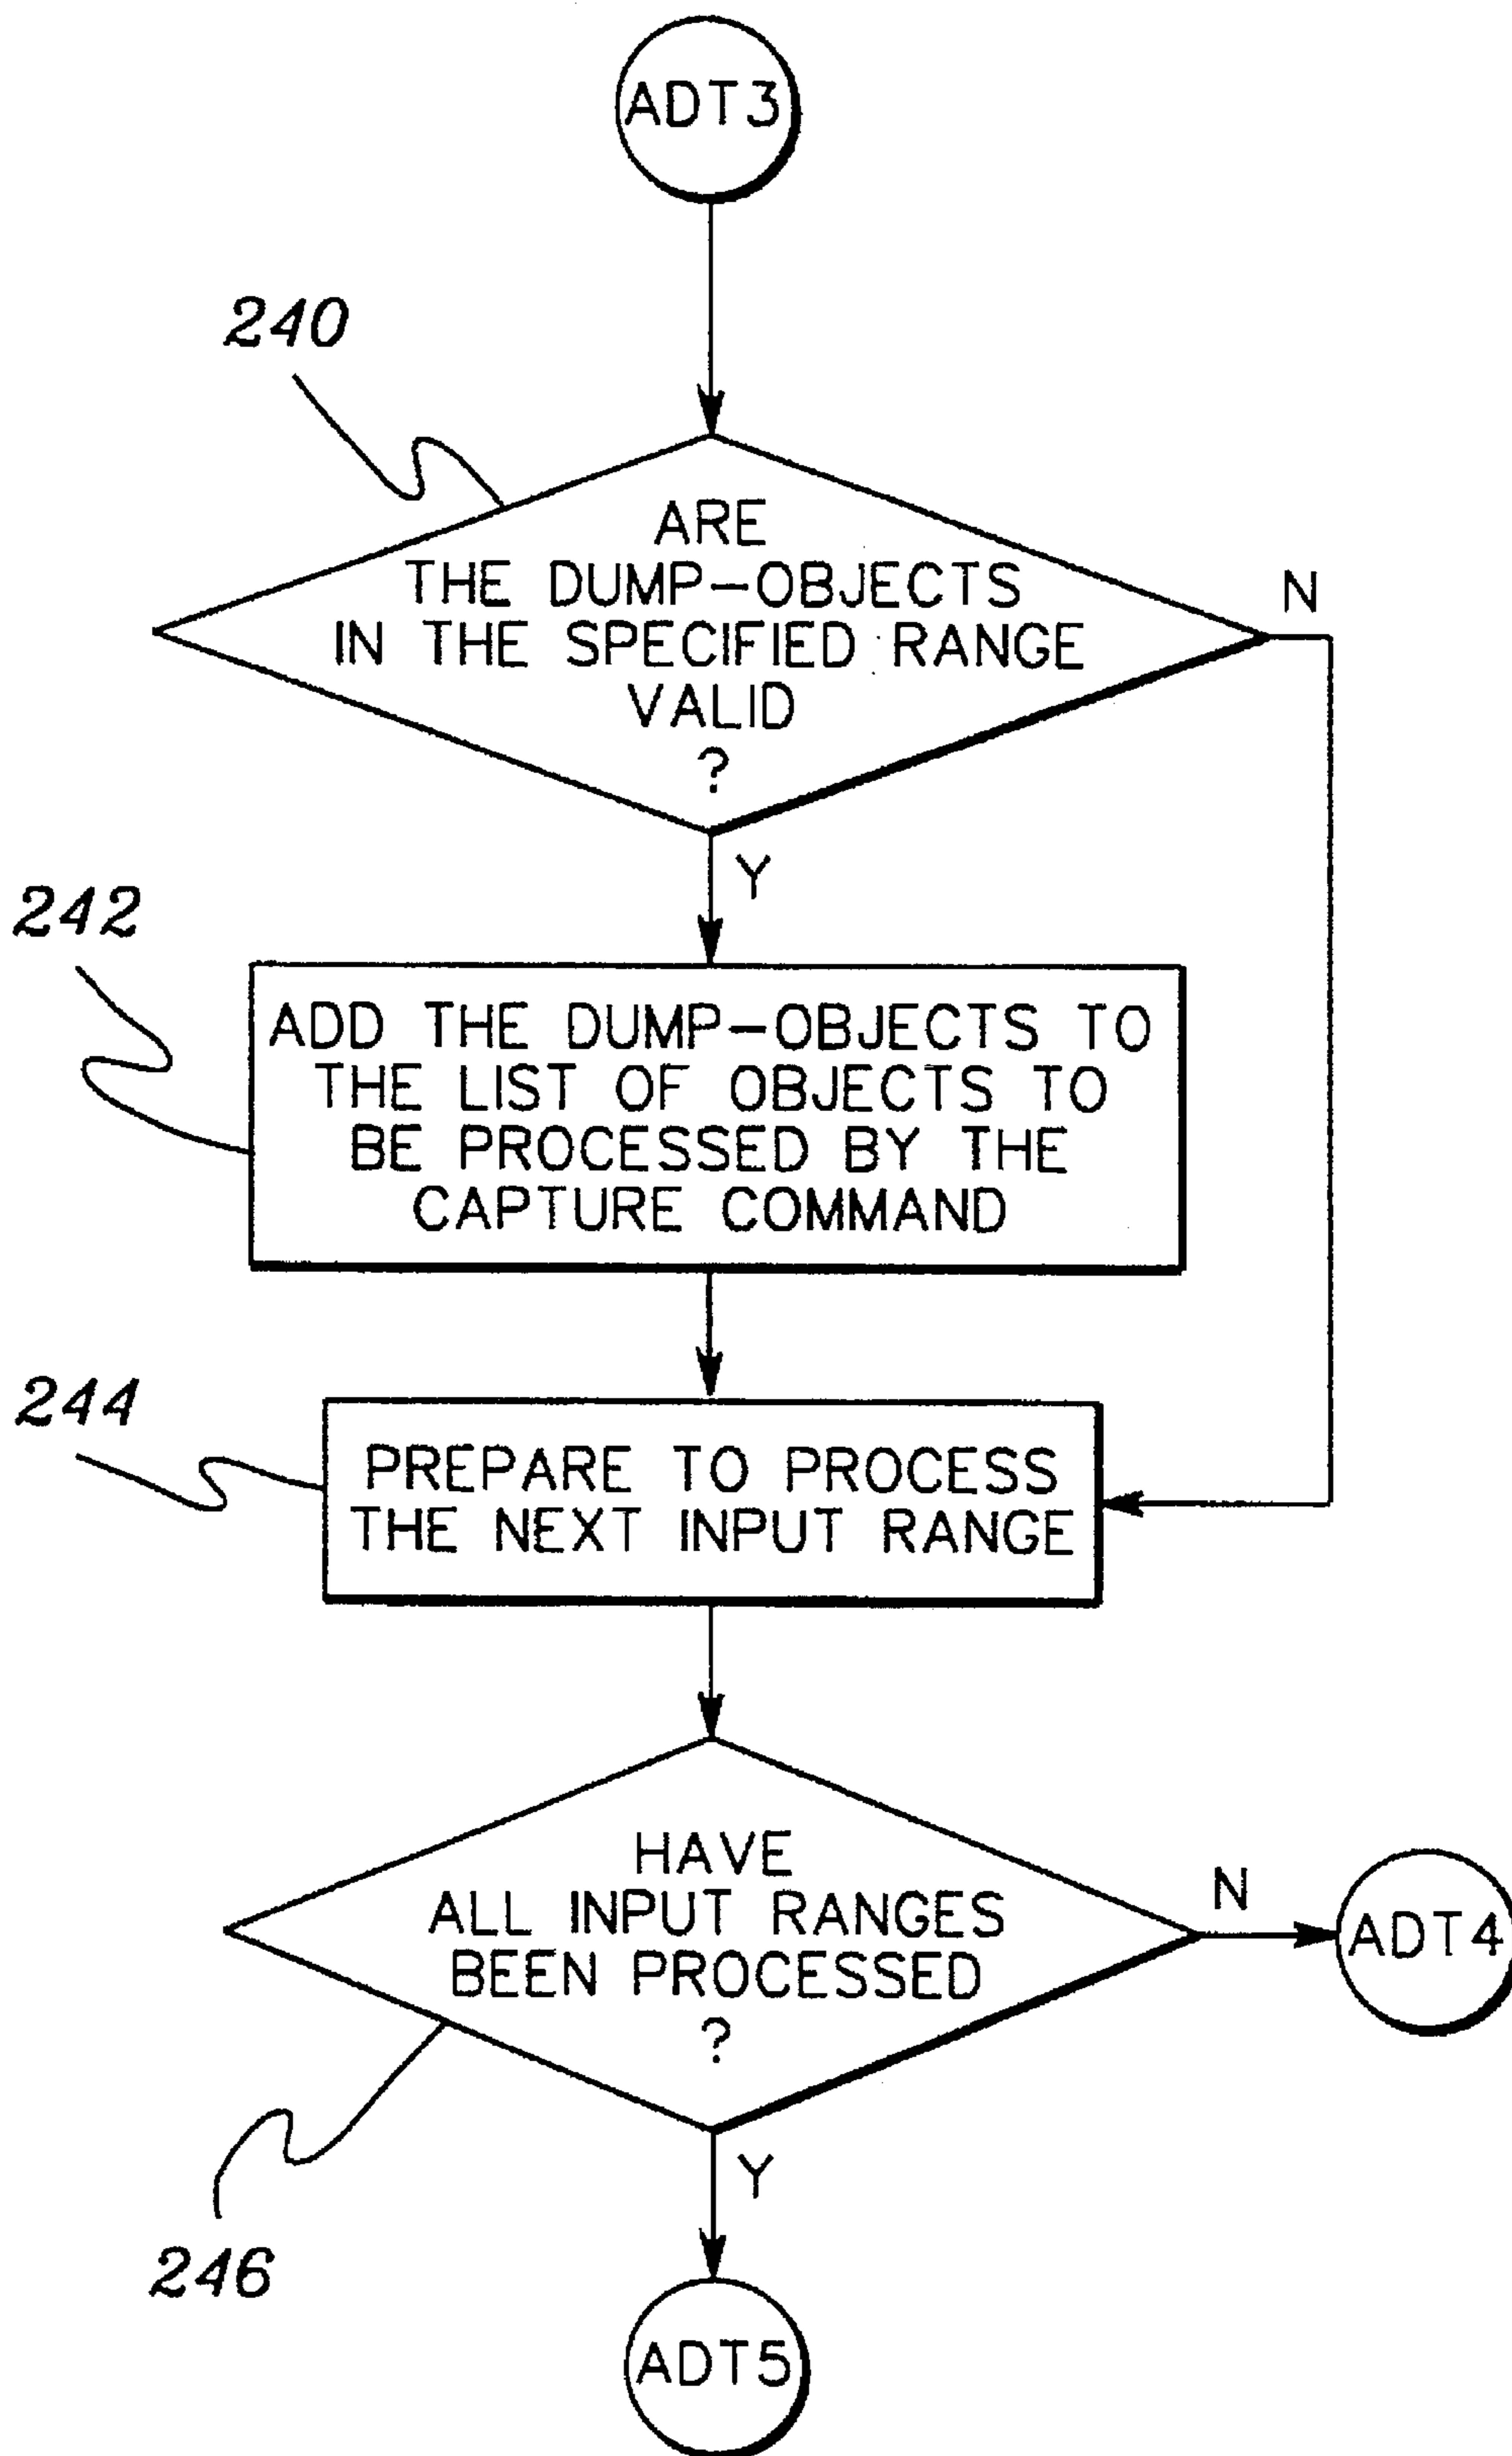 ADT3
240
ARE
THE DUMP-OBJECTS
IN THE SPECIFIED RANGE
VALID
?
N
Y
242
ADD THE DUMP-OBJECTS TO
THE LIST OF OBJECTS TO
BE PROCESSED BY THE
CAPTURE COMMAND
244
PREPARE TO PROCESS
THE NEXT INPUT RANGE
HAVE
ALL INPUT RANGES
BEEN PROCESSED
?
N
ADT4
Y
246
ADT5